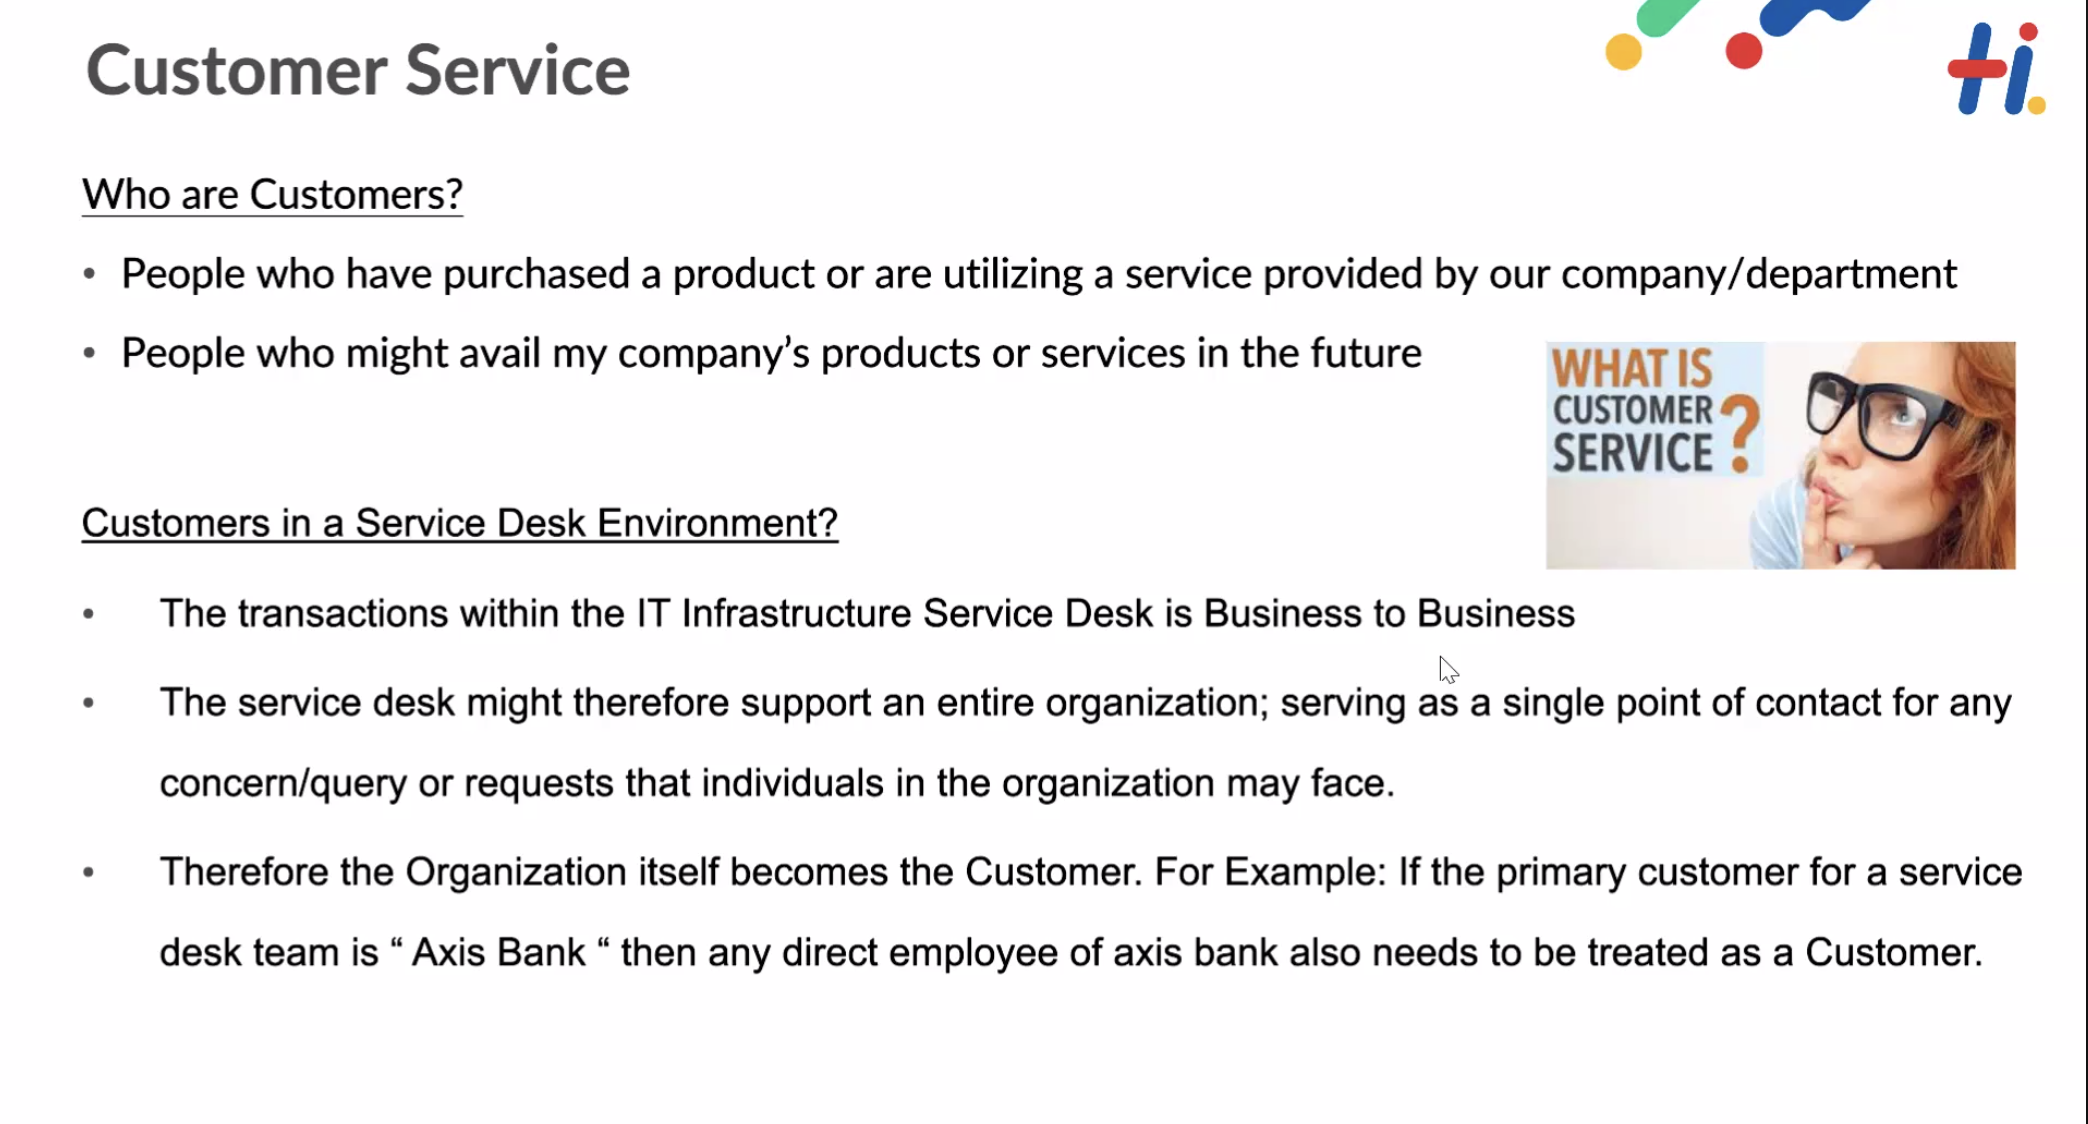 Customer Service
Hi.
Who are Customers?
• People who have purchased a product or are utilizing a service provided by our company/department
• People who might avail my company’s products or services in the future
WHAT IS
CUSTOMER
SERVICE ?
Customers in a Service Desk Environment?
• The transactions within the IT Infrastructure Service Desk is Business to Business
• The service desk might therefore support an entire organization; serving as a single point of contact for any
concern/query or requests that individuals in the organization may face.
• Therefore the Organization itself becomes the Customer. For Example: If the primary customer for a service
desk team is “ Axis Bank “ then any direct employee of axis bank also needs to be treated as a Customer.